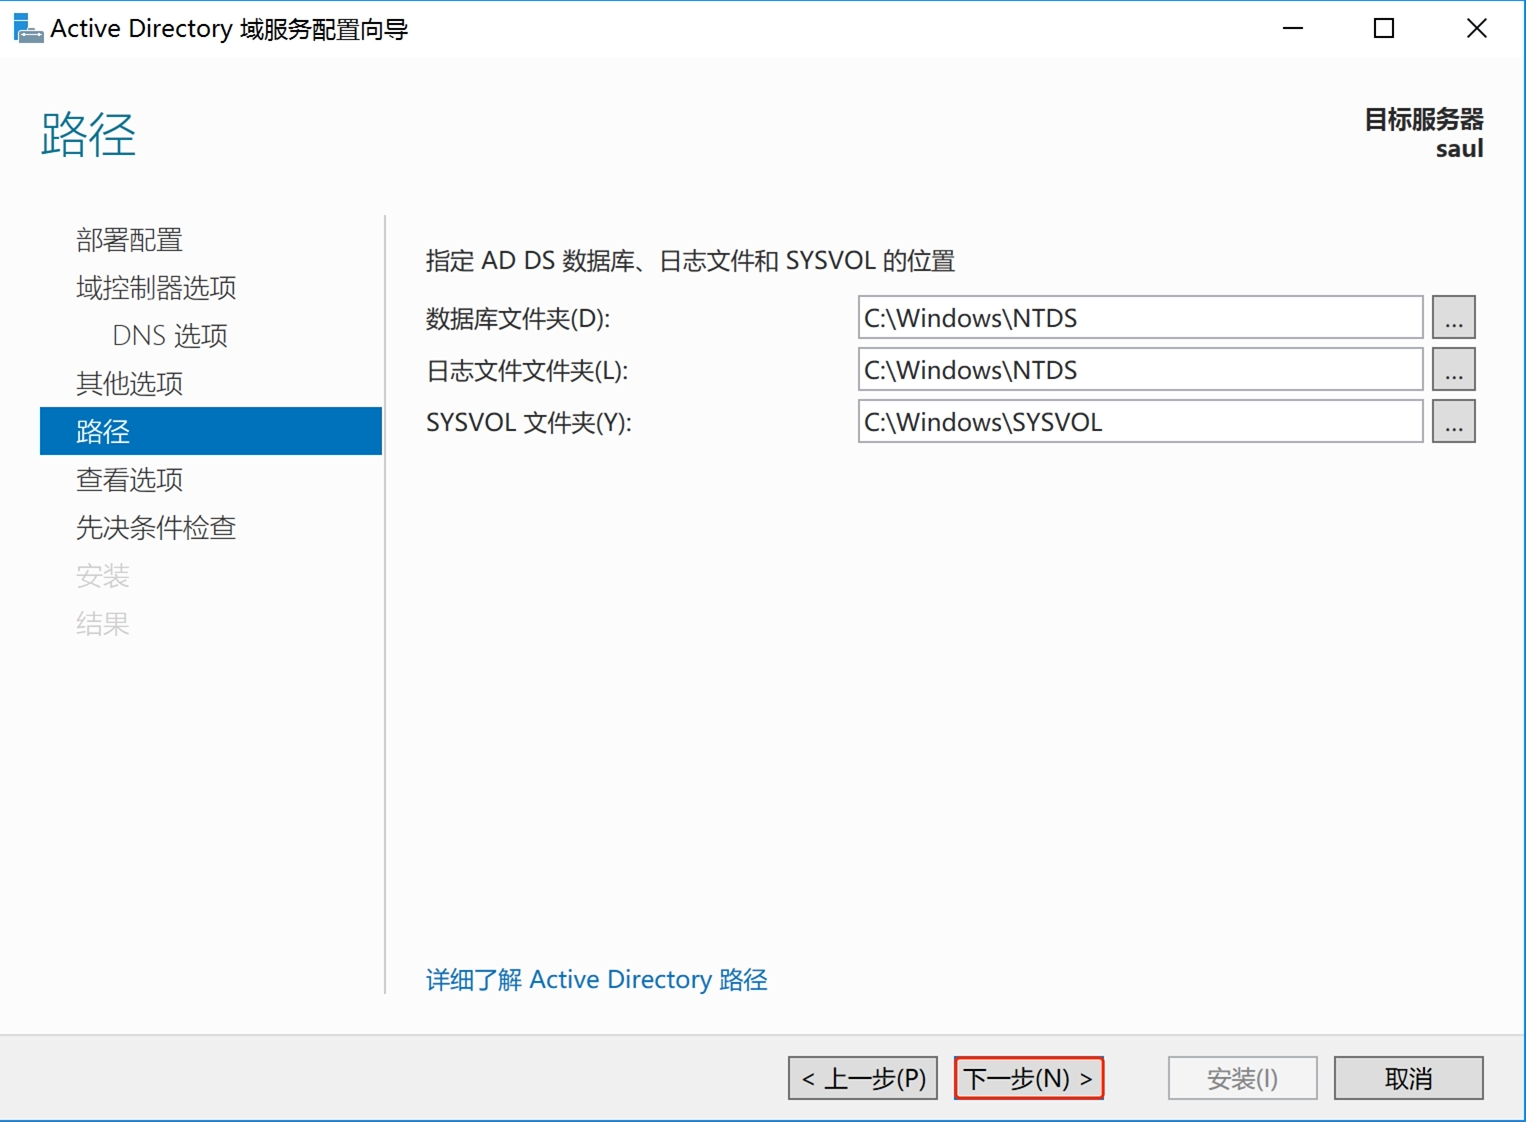 Active Directory 域服务配置向导
路径
目标服务器
saul
部署配置
域控制器选项
DNS 选项
其他选项
路径
查看选项
先决条件检查
安装
结果
指定 AD DS 数据库、日志文件和 SYSVOL 的位置
数据库文件夹(D): C:\Windows\NTDS ...
日志文件文件夹(L): C:\Windows\NTDS ...
SYSVOL 文件夹(Y): C:\Windows\SYSVOL ...
详细了解 Active Directory 路径
< 上一步(P) 下一步(N) > 安装(I) 取消